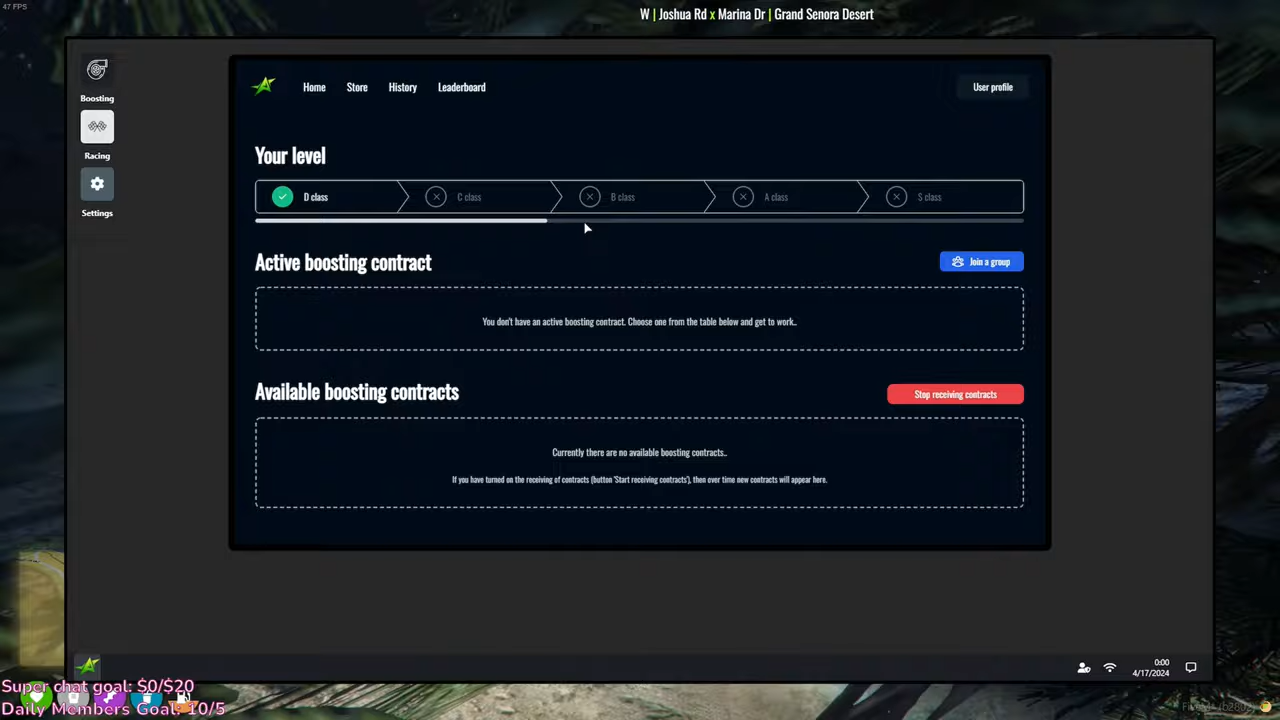 47 FPS
W | Joshua Rd x Marina Dr | Grand Senora Desert
Boosting
Racing
Settings
Home Store History Leaderboard User profile
Your level
D class C class B class A class S class
Active boosting contract
Join a group
You don't have an active boosting contract. Choose one from the table below and get to work..
Available boosting contracts
Stop receiving contracts
Currently there are no available boosting contracts..
If you have turned on the receiving of contracts (button 'Start receiving contracts'), then over time new contracts will appear here.
0:00
4/17/2024
Super chat goal: $0/$20
Daily Members Goal: 10/5